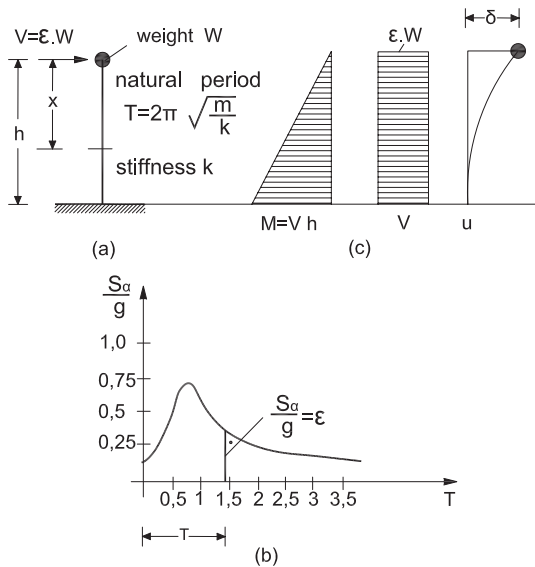 V=ε.W
weight W
natural period
T=2π √m/k
x
h
stiffness k
(a)
ε.W
δ
M=V h
V
u
(c)
Sα/g
1,0
0,75
0,5
0,25
Sα/g=ε
0,5 1 1,5 2 2,5 3 3,5
T
T
(b)